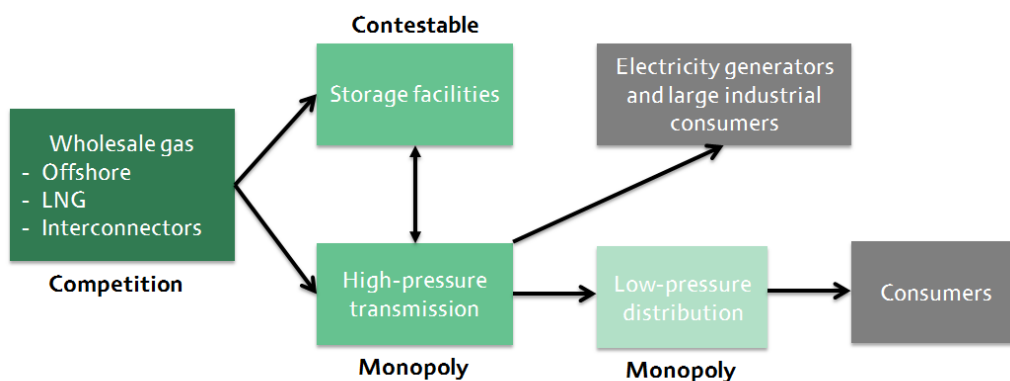 Contestable
Storage facilities
Electricity generators
and large industrial
consumers
Wholesale gas
- Offshore
- LNG
- Interconnectors
Competition
High-pressure
transmission
Monopoly
Low-pressure
distribution
Monopoly
Consumers